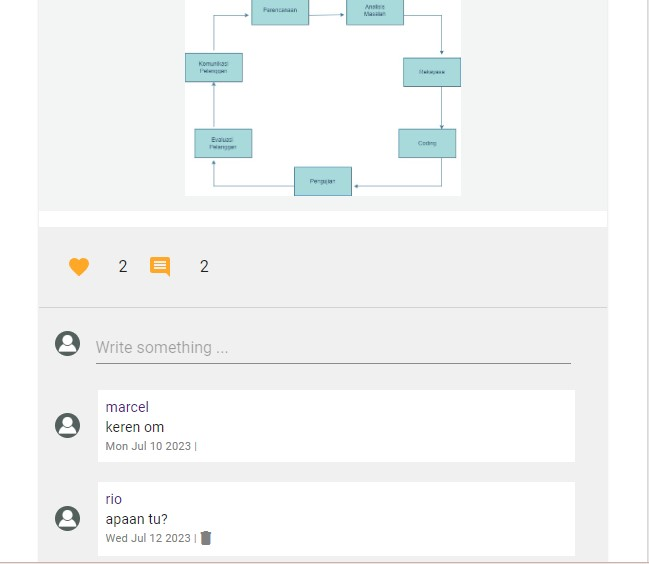 Perencanaan
Analisis
Masalah
Komunikasi
Pelanggan
Rekayasa
Evaluasi
Pelanggan
Coding
Pengujian
2
2
Write something ...
marcel
keren om
Mon Jul 10 2023 |
rio
apaan tu?
Wed Jul 12 2023 |